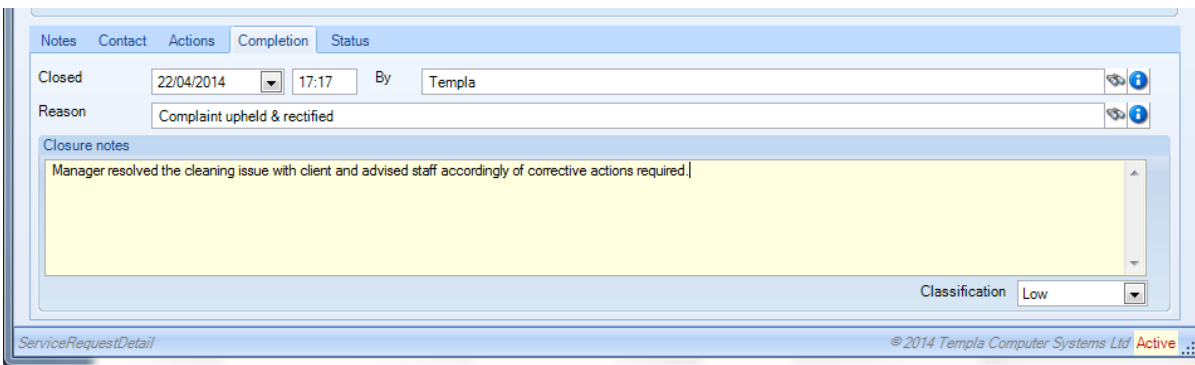 Notes Contact Actions Completion Status
Closed 22/04/2014 17:17 By Templa
Reason Complaint upheld & rectified
Closure notes
Manager resolved the cleaning issue with client and advised staff accordingly of corrective actions required.
Classification Low
ServiceRequestDetail © 2014 Templa Computer Systems Ltd Active